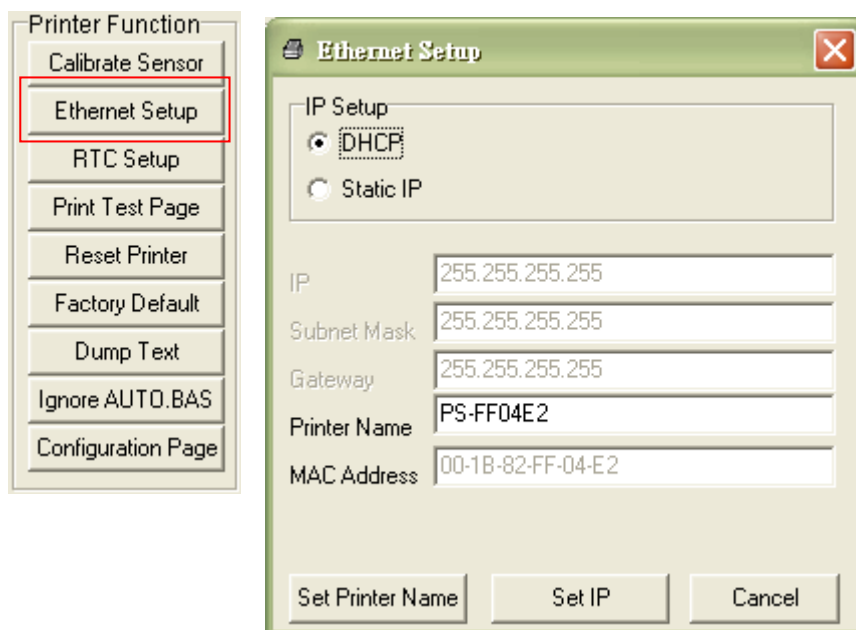 Printer Function
Calibrate Sensor
Ethernet Setup
RTC Setup
Print Test Page
Reset Printer
Factory Default
Dump Text
Ignore AUTO.BAS
Configuration Page
Ethernet Setup
IP Setup
DHCP
Static IP
IP 255.255.255.255
Subnet Mask 255.255.255.255
Gateway 255.255.255.255
Printer Name PS-FF04E2
MAC Address 00-1B-82-FF-04-E2
Set Printer Name Set IP Cancel